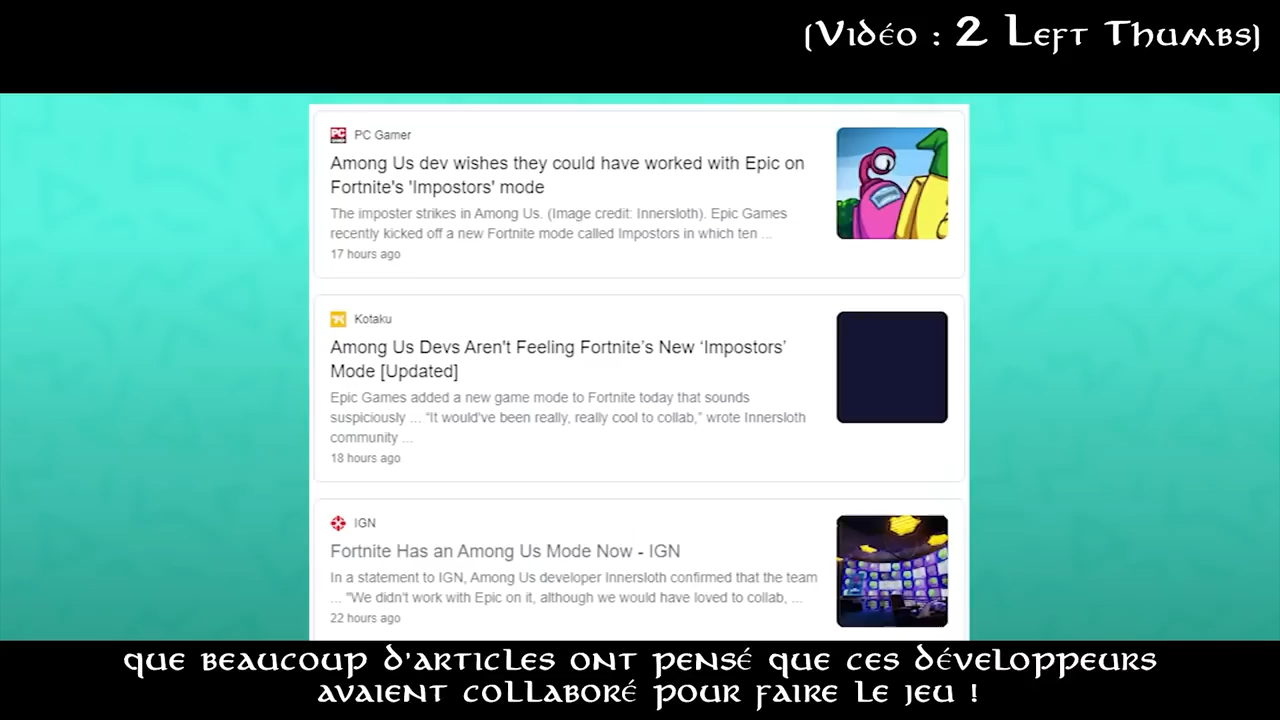 (Vidéo : 2 Left Thumbs)
PC Gamer
Among Us dev wishes they could have worked with Epic on
Fortnite's 'Impostors' mode
The imposter strikes in Among Us. (Image credit: Innersloth). Epic Games
recently kicked off a new Fortnite mode called Impostors in which ten ...
17 hours ago
Kotaku
Among Us Devs Aren't Feeling Fortnite's New ‘Impostors’
Mode [Updated]
Epic Games added a new game mode to Fortnite today that sounds
suspiciously ... “It would've been really, really cool to collab,” wrote Innersloth
community ...
18 hours ago
IGN
Fortnite Has an Among Us Mode Now - IGN
In a statement to IGN, Among Us developer Innersloth confirmed that the team
... "We didn't work with Epic on it, although we would have loved to collab, ...
22 hours ago
que beaucoup d'articles ont pensé que ces développeurs
avaient collaboré pour faire le jeu !